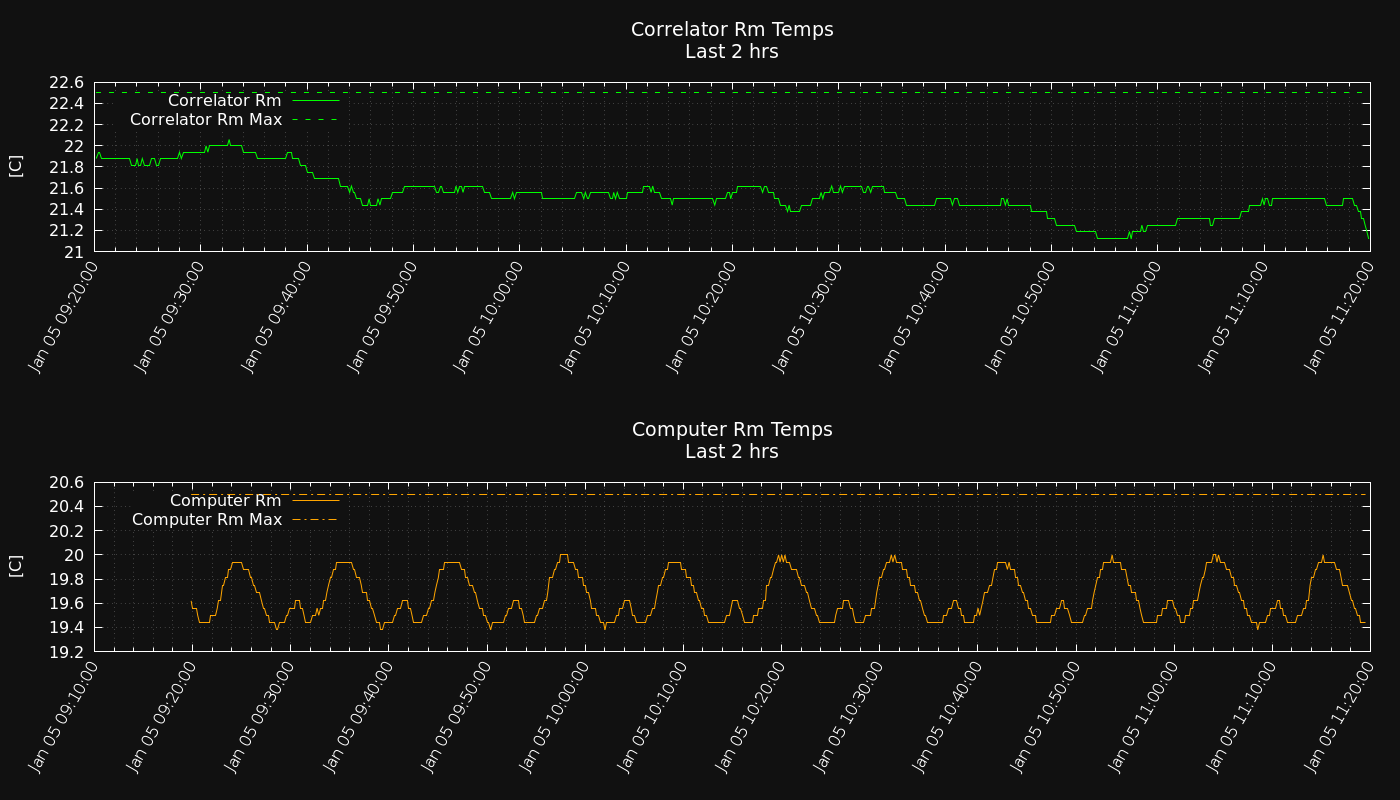 Correlator Rm Temps
Last 2 hrs
[C]
22.6
22.4
22.2
22
21.8
21.6
21.4
21.2
21
Correlator Rm
Correlator Rm Max
Jan 05 09:20:00
Jan 05 09:30:00
Jan 05 09:40:00
Jan 05 09:50:00
Jan 05 10:00:00
Jan 05 10:10:00
Jan 05 10:20:00
Jan 05 10:30:00
Jan 05 10:40:00
Jan 05 10:50:00
Jan 05 11:00:00
Jan 05 11:10:00
Jan 05 11:20:00
Computer Rm Temps
Last 2 hrs
[C]
20.6
20.4
20.2
20
19.8
19.6
19.4
19.2
Computer Rm
Computer Rm Max
Jan 05 09:10:00
Jan 05 09:20:00
Jan 05 09:30:00
Jan 05 09:40:00
Jan 05 09:50:00
Jan 05 10:00:00
Jan 05 10:10:00
Jan 05 10:20:00
Jan 05 10:30:00
Jan 05 10:40:00
Jan 05 10:50:00
Jan 05 11:00:00
Jan 05 11:10:00
Jan 05 11:20:00